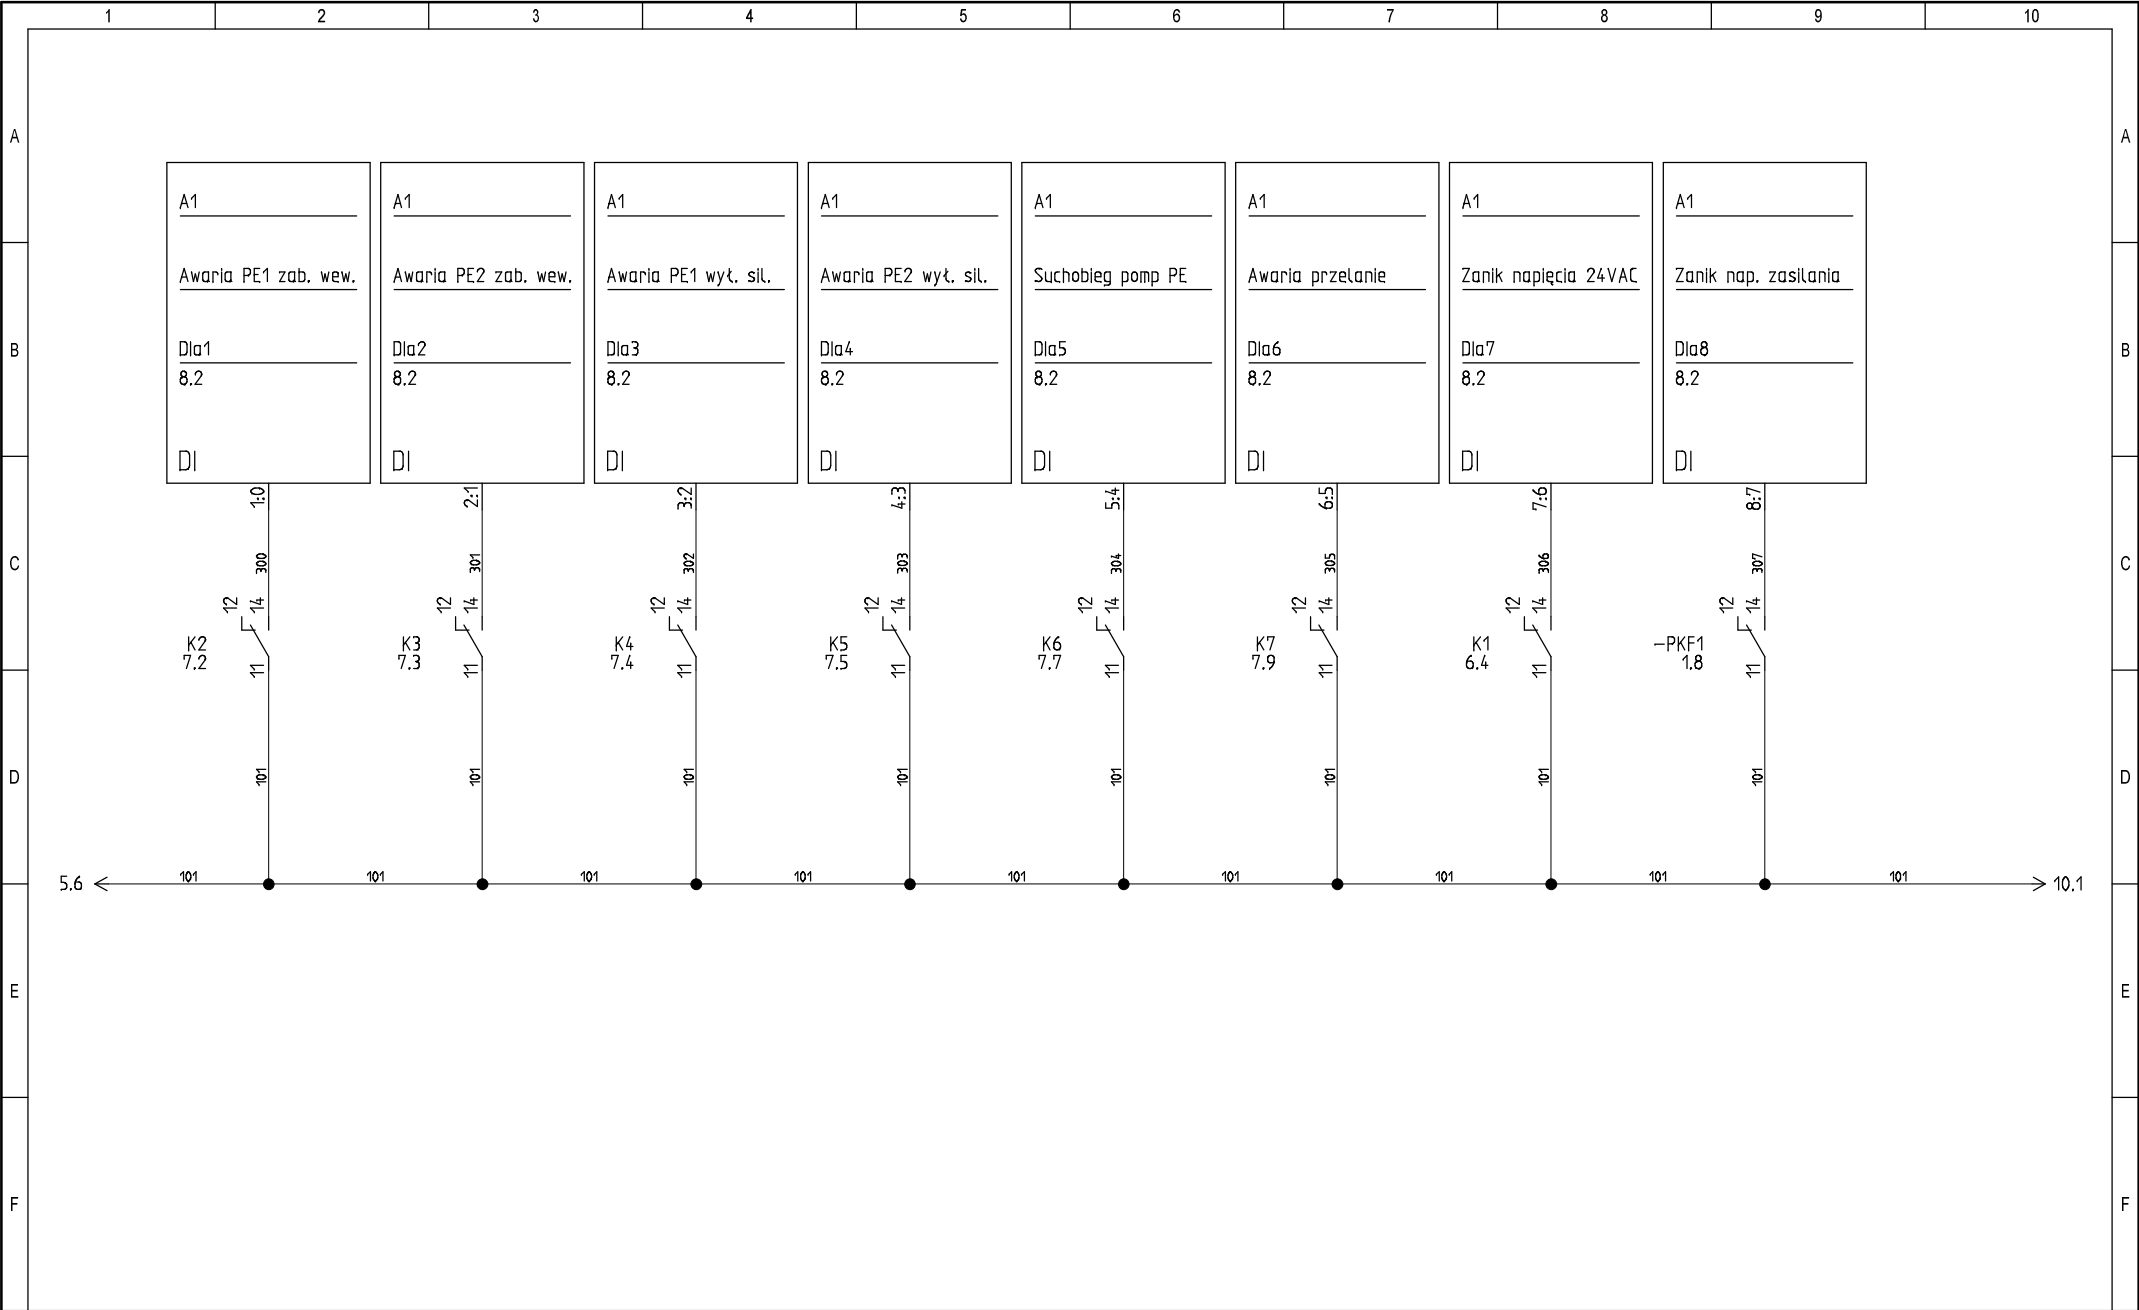 1 2 3 4 5 6 7 8 9 10
A A
A1 A1 A1 A1 A1 A1 A1 A1
Awaria PE1 zab. wew. Awaria PE2 zab. wew. Awaria PE1 wył. sil. Awaria PE2 wył. sil. Suchobieg pomp PE Awaria przelanie Zanik napięcia 24VAC Zanik nap. zasilania
B DIa1 DIa2 DIa3 DIa4 DIa5 DIa6 DIa7 DIa8 B
8.2 8.2 8.2 8.2 8.2 8.2 8.2 8.2
DI DI DI DI DI DI DI DI
1:0 2:1 3:2 4:3 5:4 6:5 7:6 8:7
C 300 301 302 303 304 305 306 307 C
12 14 12 14 12 14 12 14 12 14 12 14 12 14 12 14
K2 K3 K4 K5 K6 K7 K1 -PKF1
7.2 11 7.3 11 7.4 11 7.5 11 7.7 11 7.9 11 6.4 11 1.8 11
D 101 101 101 101 101 101 101 101 D
101 101 101 101 101 101 101 101 101
5.6 10.1
E E
F F